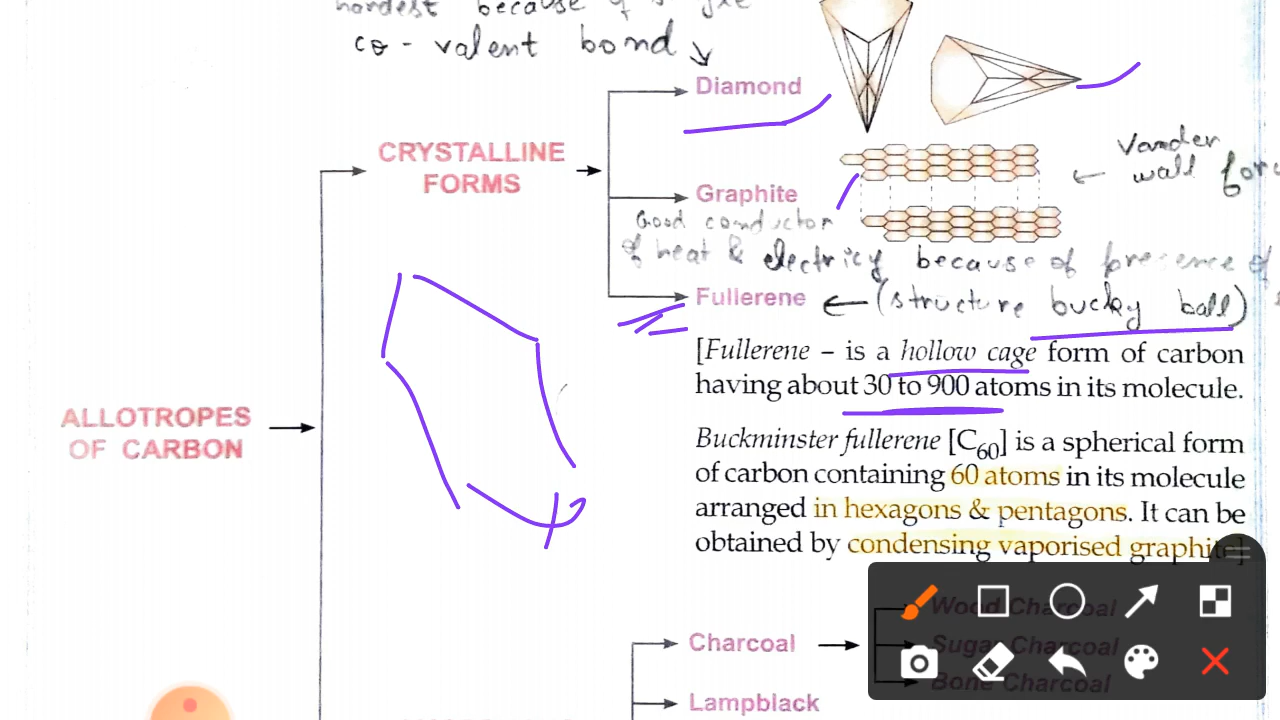 hardest because of
co-valent bond
Diamond
CRYSTALLINE
FORMS
Vander
wall forc
Graphite
Good conductor
of heat & electricity because of presence of
Fullerene ← (structure bucky ball)
[Fullerene – is a hollow cage form of carbon
having about 30 to 900 atoms in its molecule.
ALLOTROPES
OF CARBON
Buckminster fullerene [C60] is a spherical form
of carbon containing 60 atoms in its molecule
arranged in hexagons & pentagons. It can be
obtained by condensing vaporised graphite]
Charcoal
Wood Charcoal
Sugar Charcoal
Bone Charcoal
Lampblack